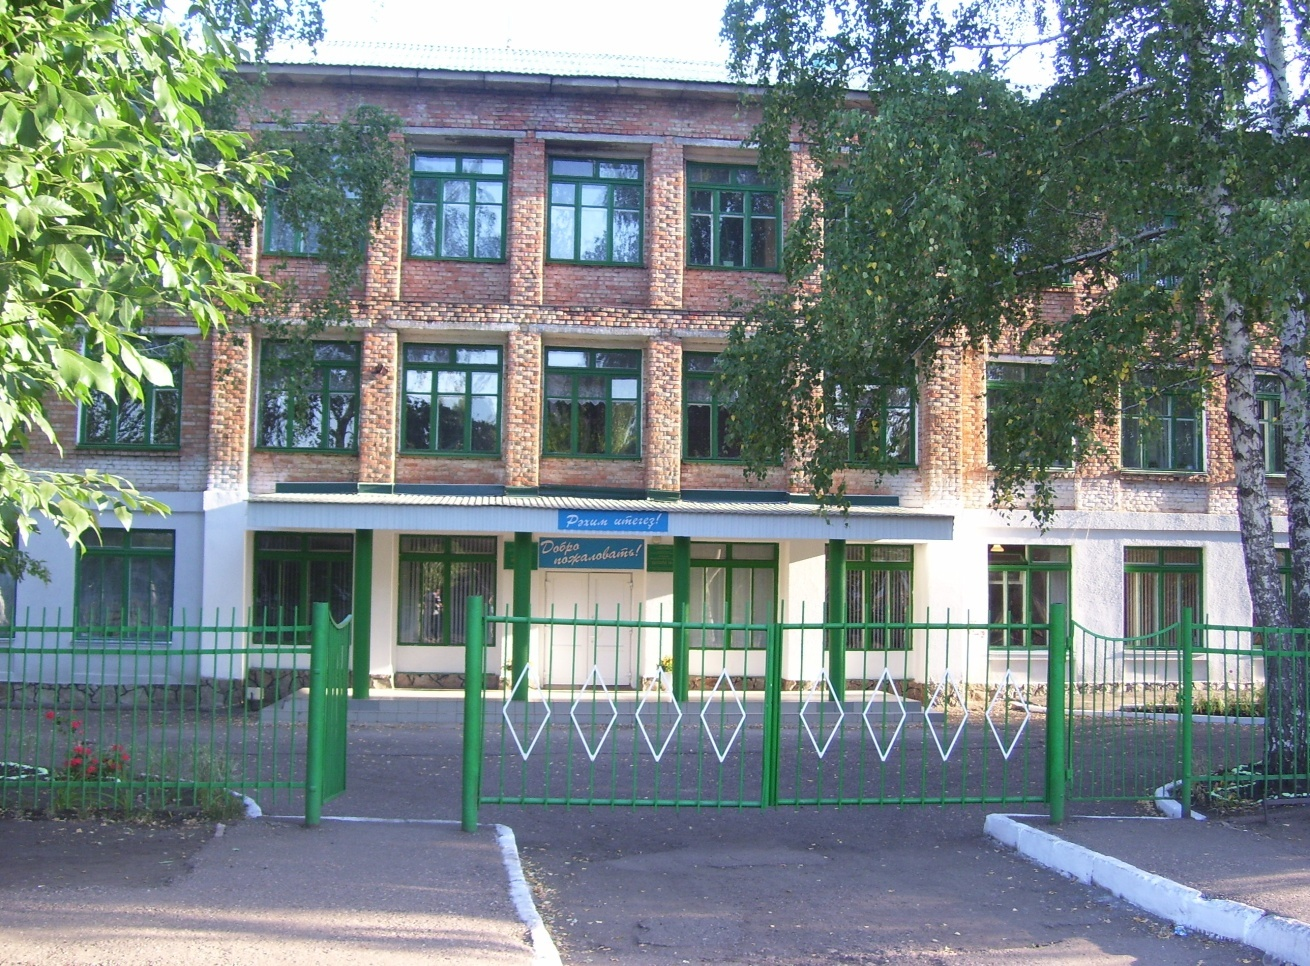 Рәхим итегез!
Добро
пожаловать!